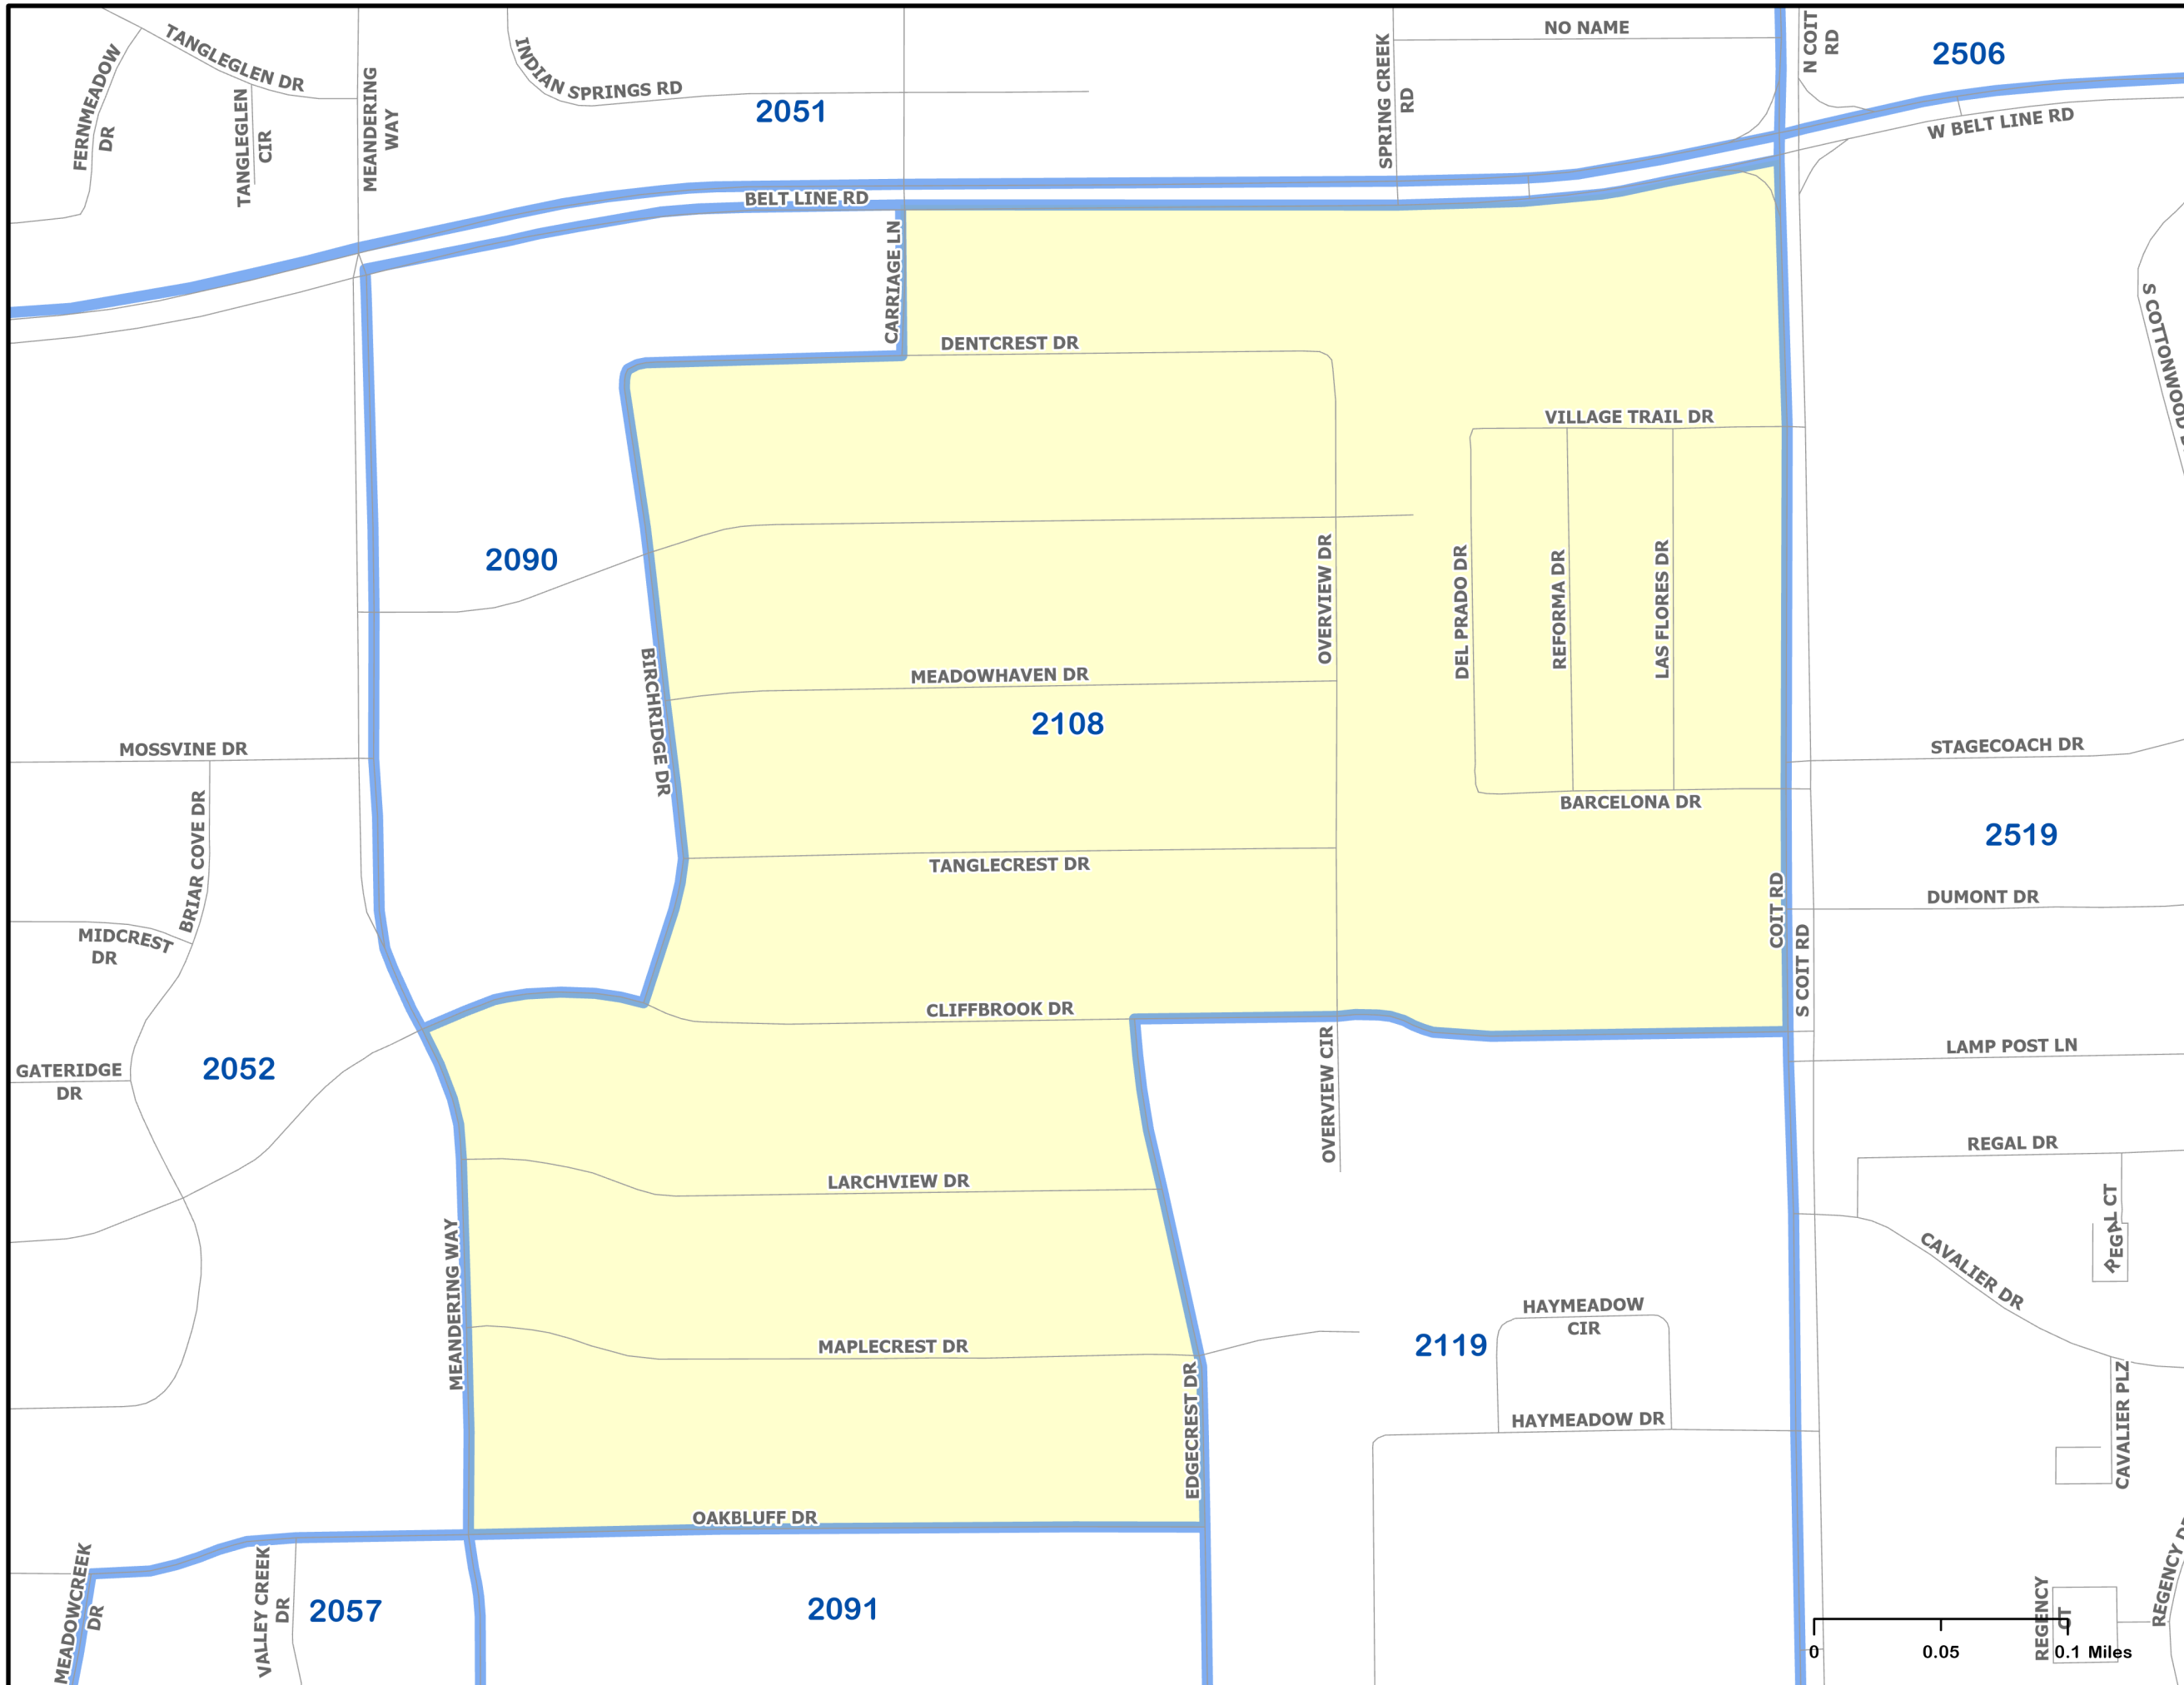 NO NAME
N COIT
RD
2506
TANGLEGLEN DR
FERNMEADOW
DR
TANGLEGLEN
CIR
MEANDERING
WAY
INDIAN SPRINGS RD
2051
SPRING CREEK
RD
W BELT LINE RD
BELT LINE RD
CARRIAGE LN
DENTCREST DR
VILLAGE TRAIL DR
2090
OVERVIEW DR
DEL PRADO DR
REFORMA DR
LAS FLORES DR
BIRCHRIDGE DR
MEADOWHAVEN DR
2108
MOSSVINE DR
STAGECOACH DR
BARCELONA DR
BRIAR COVE DR
2519
TANGLECREST DR
DUMONT DR
MIDCREST
DR
COIT RD
S COIT RD
CLIFFBROOK DR
OVERVIEW CIR
LAMP POST LN
2052
GATERIDGE
DR
REGAL DR
LARCHVIEW DR
REGAL CT
CAVALIER DR
MEANDERING WAY
HAYMEADOW
CIR
2119
MAPLECREST DR
EDGECREST DR
HAYMEADOW DR
CAVALIER PLZ
OAKBLUFF DR
MEADOWCREEK
DR
VALLEY CREEK
DR
2057
2091
REGENCY
CT
0
0.05
0.1 Miles